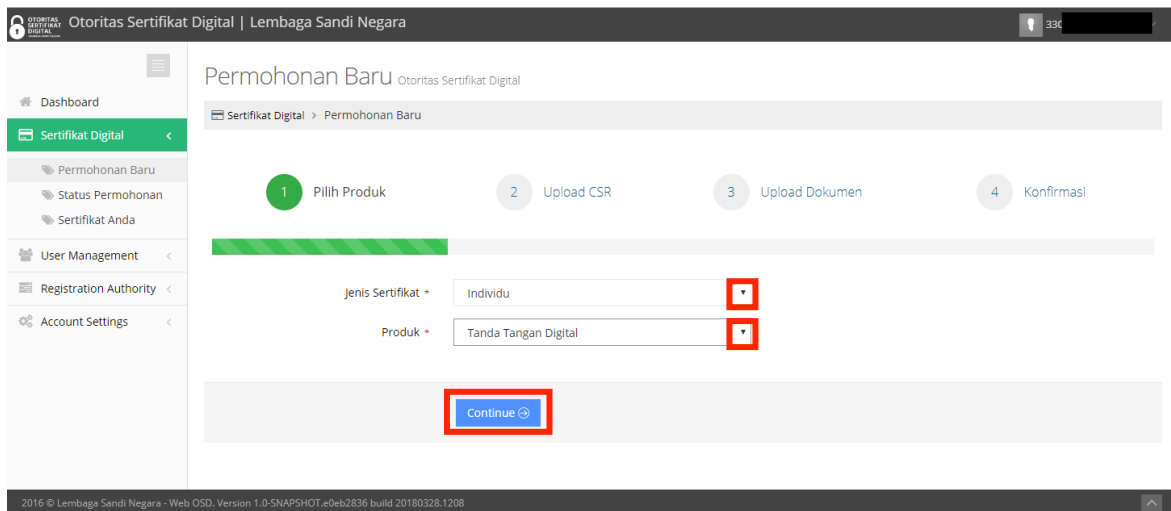 OTORITAS SERTIFIKAT DIGITAL Otoritas Sertifikat Digital | Lembaga Sandi Negara
330
Permohonan Baru Otoritas Sertifikat Digital
Dashboard
Sertifikat Digital > Permohonan Baru
Sertifikat Digital
Permohonan Baru
Status Permohonan
Sertifikat Anda
User Management
Registration Authority
Account Settings
1 Pilih Produk
2 Upload CSR
3 Upload Dokumen
4 Konfirmasi
Jenis Sertifikat * Individu
Produk * Tanda Tangan Digital
Continue
2016 © Lembaga Sandi Negara - Web OSD. Version 1.0-SNAPSHOT.e0eb2836 build 20180328.1208